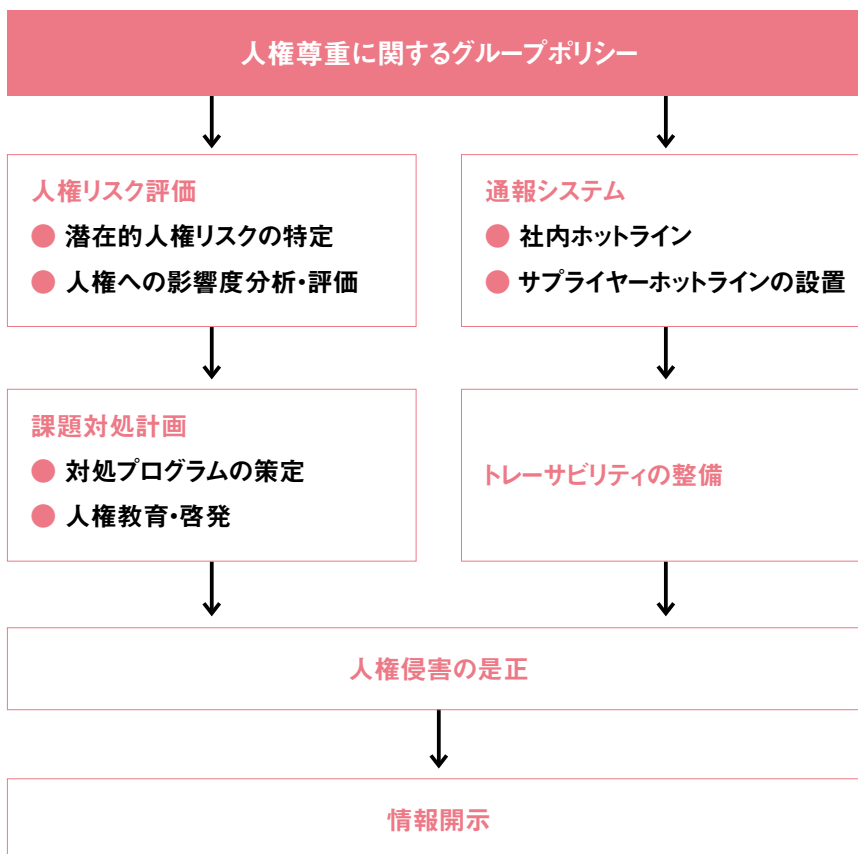 人権尊重に関するグループポリシー
人権リスク評価
● 潜在的人権リスクの特定
● 人権への影響度分析・評価
通報システム
● 社内ホットライン
● サプライヤーホットラインの設置
課題対処計画
● 対処プログラムの策定
● 人権教育・啓発
トレーサビリティの整備
人権侵害の是正
情報開示